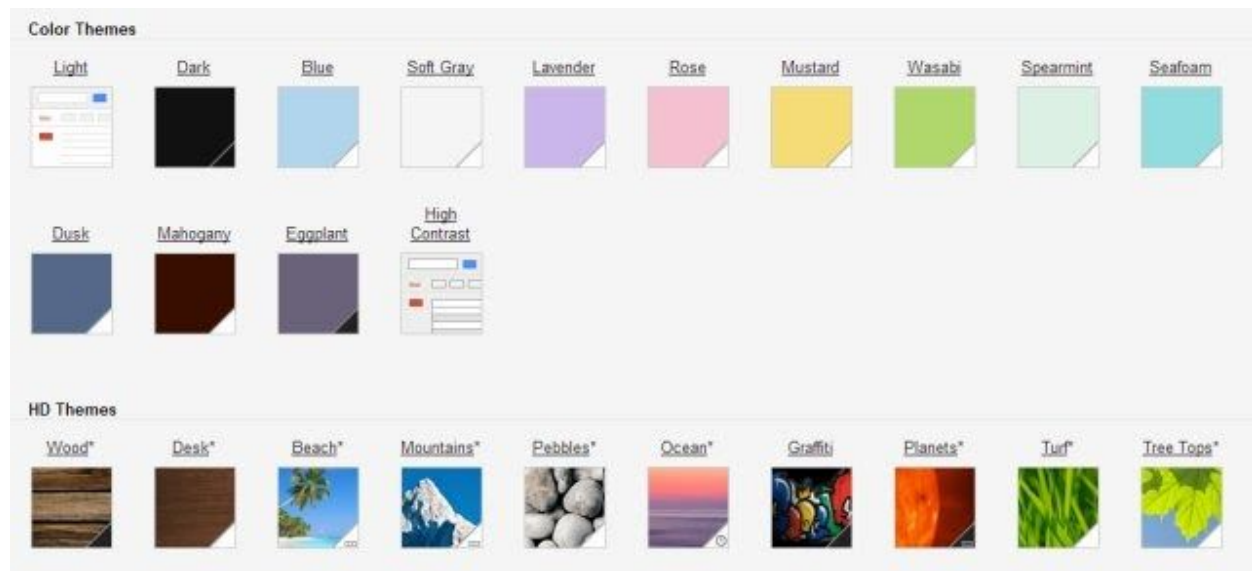 Color Themes
Light Dark Blue Soft Gray Lavender Rose Mustard Wasabi Spearmint Seafoam
Dusk Mahogany Eggplant High Contrast
HD Themes
Wood* Desk* Beach* Mountains* Pebbles* Ocean* Graffiti Planets* Turf* Tree Tops*